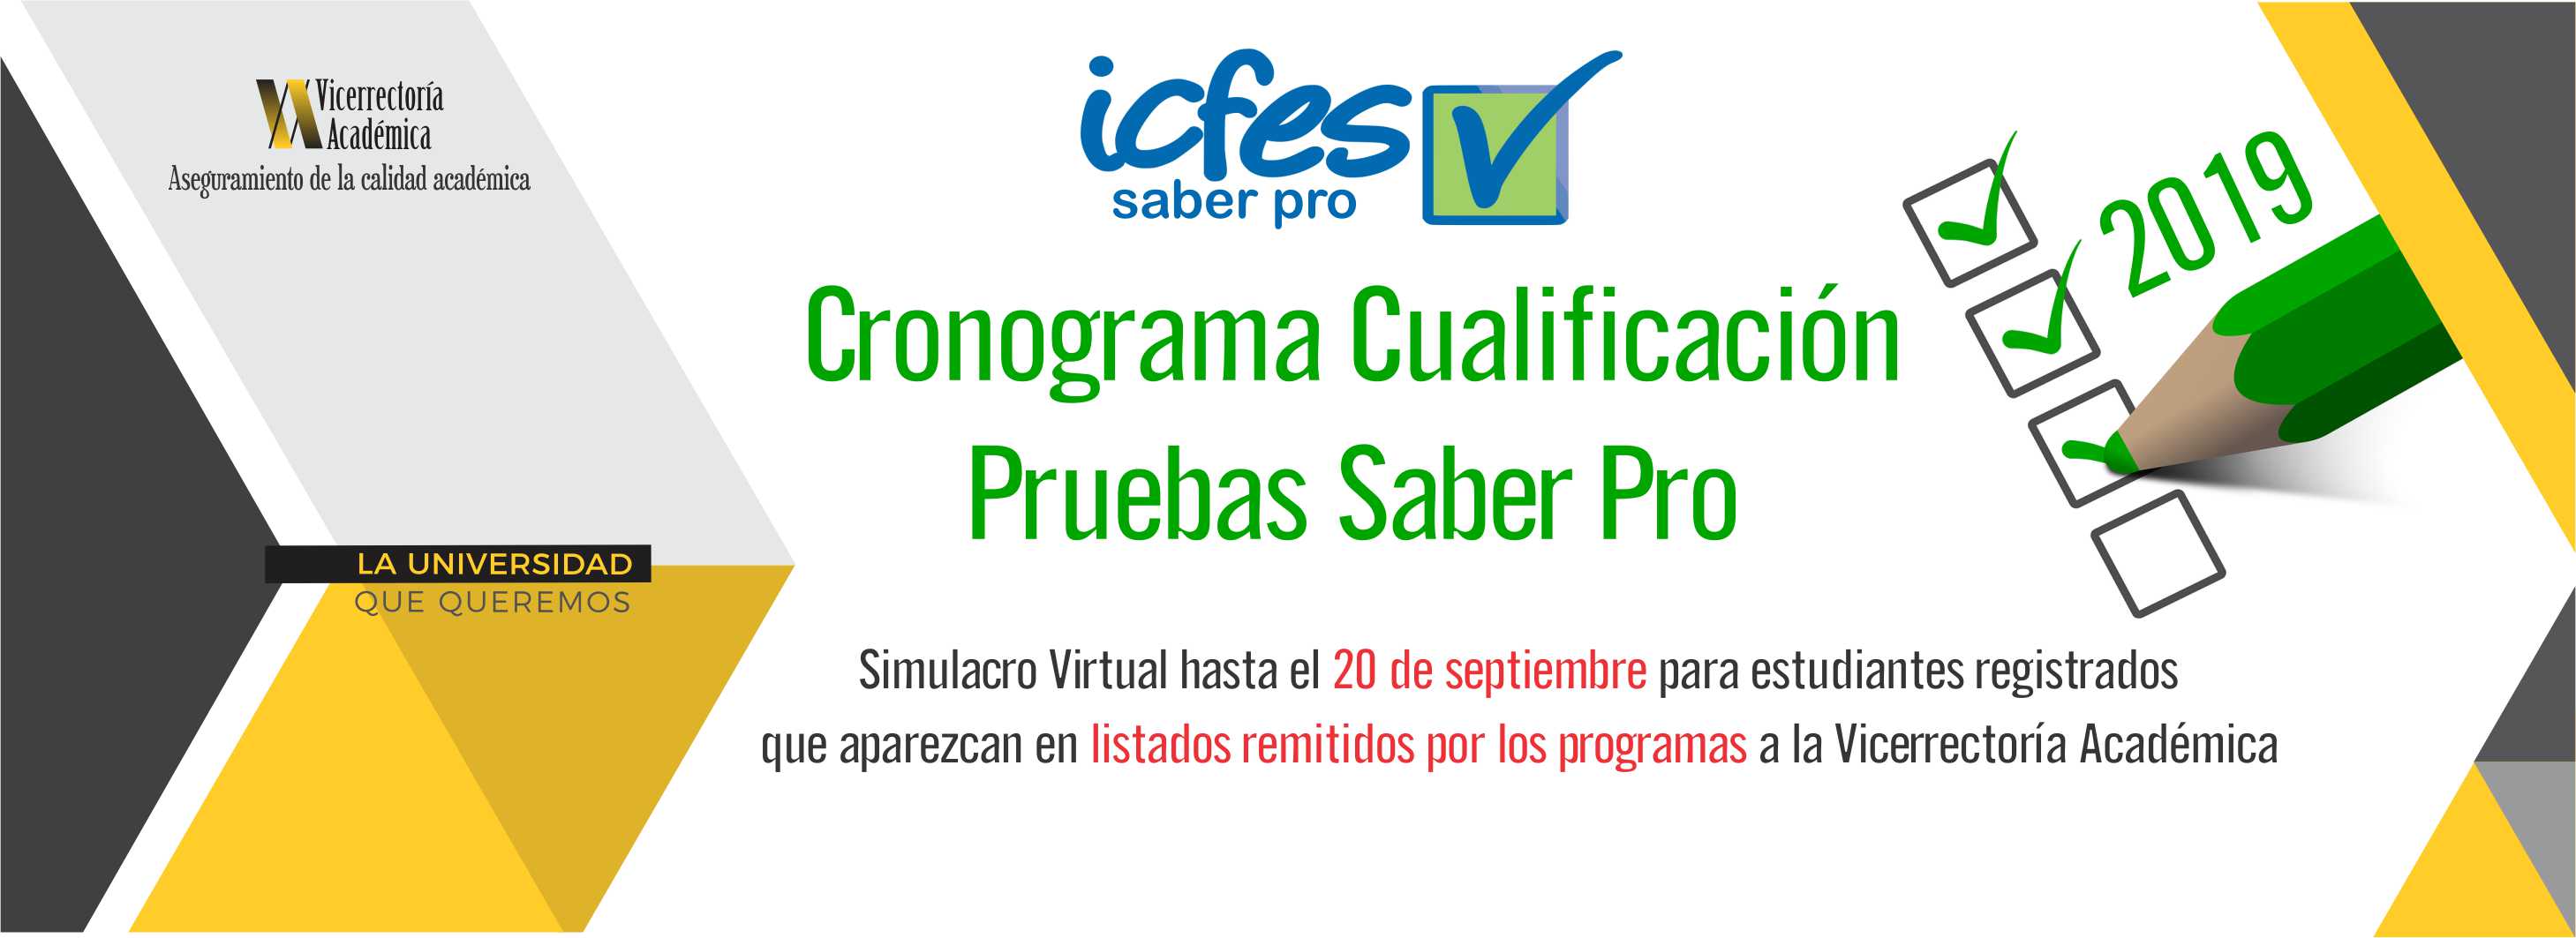 Vicerrectoría
Académica
Aseguramiento de la calidad académica
LA UNIVERSIDAD
QUE QUEREMOS
icfes
saber pro
2019
Cronograma Cualificación
Pruebas Saber Pro
Simulacro Virtual hasta el 20 de septiembre para estudiantes registrados
que aparezcan en listados remitidos por los programas a la Vicerrectoría Académica